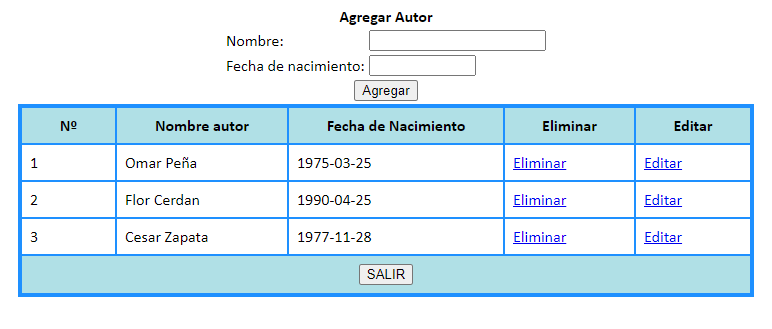 Agregar Autor
Nombre:
Fecha de nacimiento:
Agregar
Nº Nombre autor Fecha de Nacimiento Eliminar Editar
1 Omar Peña 1975-03-25 Eliminar Editar
2 Flor Cerdan 1990-04-25 Eliminar Editar
3 Cesar Zapata 1977-11-28 Eliminar Editar
SALIR